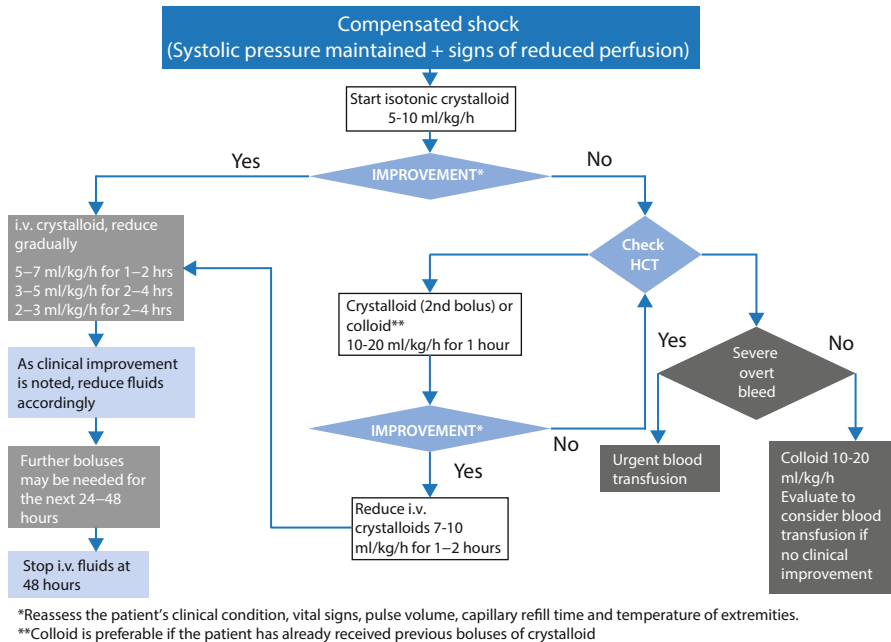 Compensated shock
(Systolic pressure maintained + signs of reduced perfusion)
Start isotonic crystalloid
5-10 ml/kg/h
Yes
IMPROVEMENT*
No
i.v. crystalloid, reduce
gradually
5–7 ml/kg/h for 1–2 hrs
3–5 ml/kg/h for 2–4 hrs
2–3 ml/kg/h for 2–4 hrs
Check
HCT
Crystalloid (2nd bolus) or
colloid**
10-20 ml/kg/h for 1 hour
Yes
No
Severe
overt
bleed
As clinical improvement
is noted, reduce fluids
accordingly
IMPROVEMENT*
No
Yes
Urgent blood
transfusion
Colloid 10-20
ml/kg/h
Evaluate to
consider blood
transfusion if
no clinical
improvement
Further boluses
may be needed for
the next 24–48
hours
Reduce i.v.
crystalloids 7-10
ml/kg/h for 1–2 hours
Stop i.v. fluids at
48 hours
*Reassess the patient's clinical condition, vital signs, pulse volume, capillary refill time and temperature of extremities.
**Colloid is preferable if the patient has already received previous boluses of crystalloid